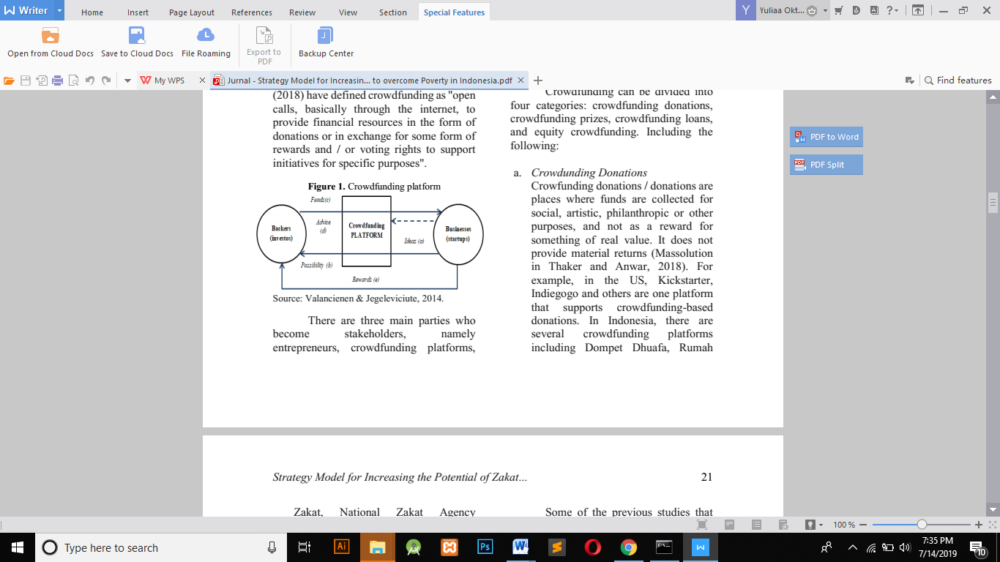 Writer
Home
Insert
Page Layout
References
Review
View
Section
Special Features
Y
Yuliaa Okt...
Open from Cloud Docs
Save to Cloud Docs
File Roaming
Export to
PDF
Backup Center
My WPS
Jurnal - Strategy Model for Increasin... to overcome Poverty in Indonesia.pdf
Find features
(2018) have defined crowdfunding as "open
calls, basically through the internet, to
provide financial resources in the form of
donations or in exchange for some form of
rewards and / or voting rights to support
initiatives for specific purposes".
Figure 1. Crowdfunding platform
Funds(c)
Advice
(d)
Backers
(investos)
Crowdfunding
PLATFORM
Ideas (a)
Businesses
(startups)
Possibility (b)
Rewards (e)
Source: Valancienen & Jegeleviciute, 2014.
There are three main parties who
become stakeholders, namely
entrepreneurs, crowdfunding platforms,
Crowdfunding can be divided into
four categories: crowdfunding donations,
crowdfunding prizes, crowdfunding loans,
and equity crowdfunding. Including the
following:
a. Crowdunding Donations
Crowfunding donations / donations are
places where funds are collected for
social, artistic, philanthropic or other
purposes, and not as a reward for
something of real value. It does not
provide material returns (Massolution
in Thaker and Anwar, 2018). For
example, in the US, Kickstarter,
Indiegogo and others are one platform
that supports crowdfunding-based
donations. In Indonesia, there are
several crowdfunding platforms
including Dompet Dhuafa, Rumah
PDF to Word
PDF Split
Strategy Model for Increasing the Potential of Zakat...
21
Zakat, National Zakat Agency
Some of the previous studies that
100 %
Type here to search
Ai
Ps
7:35 PM
7/14/2019
10